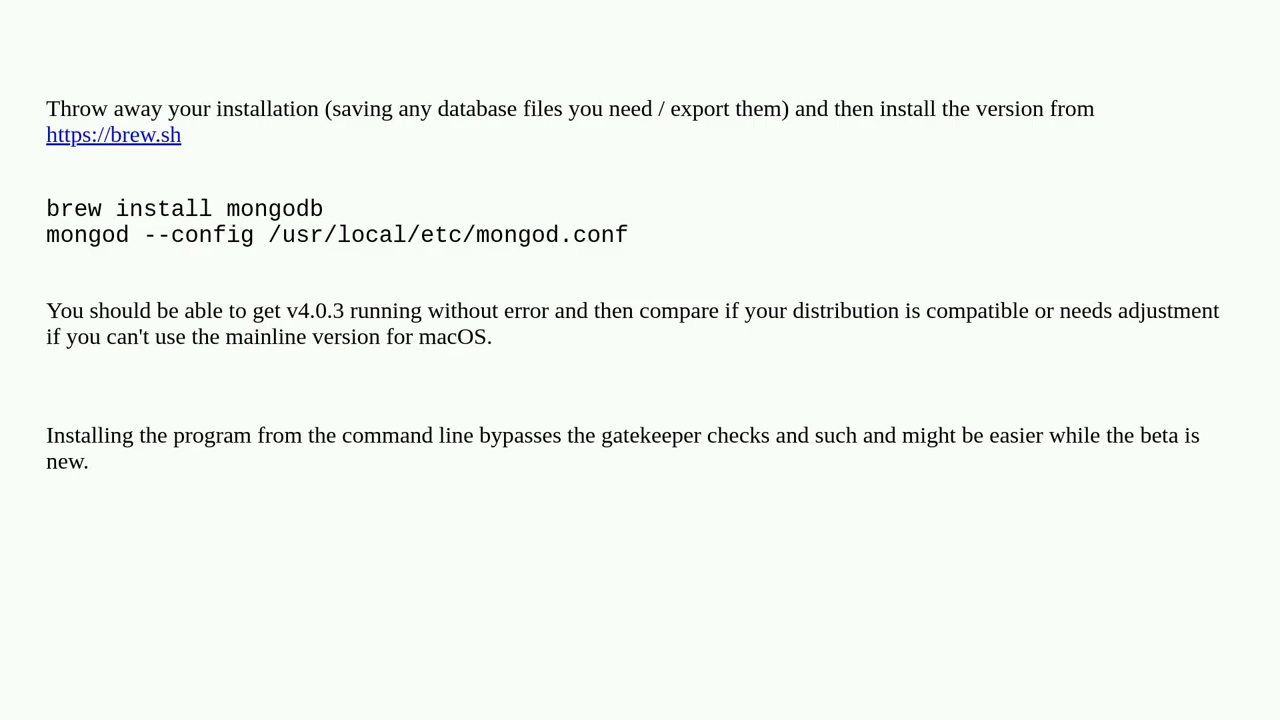 Throw away your installation (saving any database files you need / export them) and then install the version from
https://brew.sh
brew install mongodb
mongod --config /usr/local/etc/mongod.conf
You should be able to get v4.0.3 running without error and then compare if your distribution is compatible or needs adjustment
if you can't use the mainline version for macOS.
Installing the program from the command line bypasses the gatekeeper checks and such and might be easier while the beta is
new.